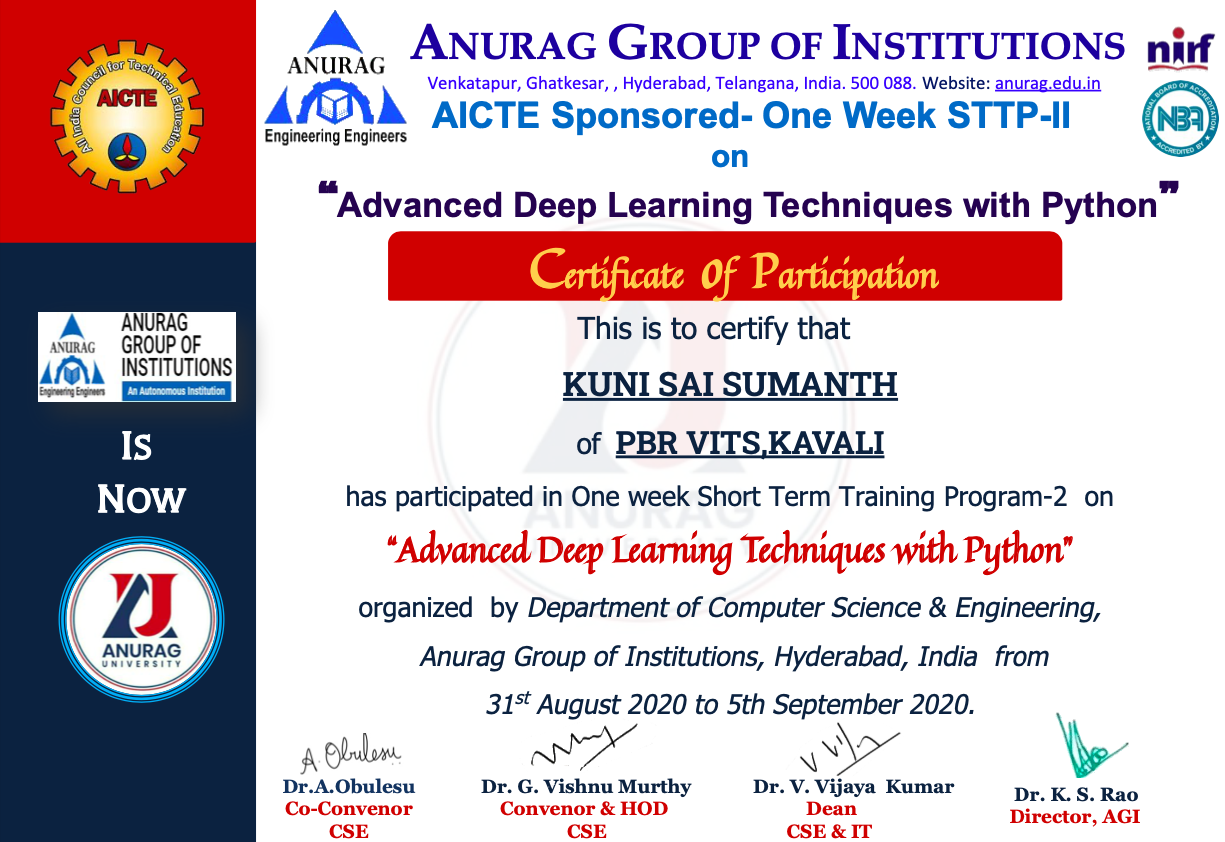 All India Council for Technical Education
AICTE
ANURAG
Engineering Engineers
ANURAG GROUP OF INSTITUTIONS
Venkatapur, Ghatkesar, , Hyderabad, Telangana, India. 500 088. Website: anurag.edu.in
nirf
NATIONAL BOARD OF ACCREDITATION
NBA
ACCREDITED BY
AICTE Sponsored- One Week STTP-II
on
“Advanced Deep Learning Techniques with Python”
Certificate Of Participation
This is to certify that
KUNI SAI SUMANTH
of PBR VITS,KAVALI
has participated in One week Short Term Training Program-2 on
“Advanced Deep Learning Techniques with Python"
organized by Department of Computer Science & Engineering,
Anurag Group of Institutions, Hyderabad, India from
31st August 2020 to 5th September 2020.
ANURAG
ANURAG
Engineering Engineers
ANURAG
GROUP OF
INSTITUTIONS
An Autonomous Institution
IS
NOW
ANURAG
UNIVERSITY
A. Obulesu
Dr.A.Obulesu
Co-Convenor
CSE
Dr. G. Vishnu Murthy
Convenor & HOD
CSE
Dr. V. Vijaya Kumar
Dean
CSE & IT
Dr. K. S. Rao
Director, AGI